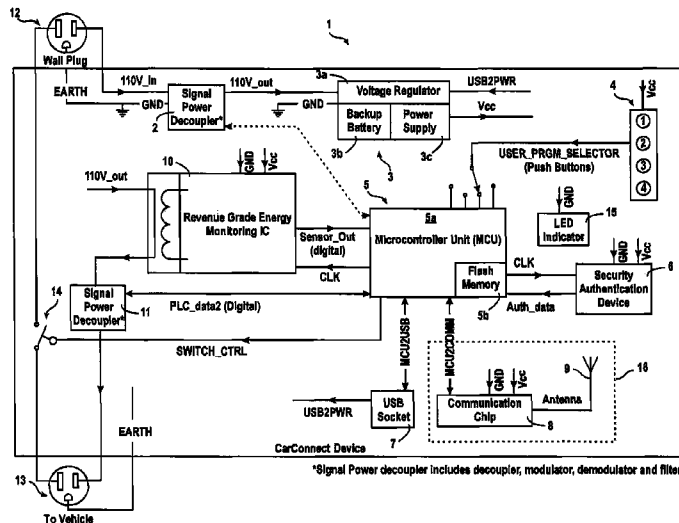 12
1
Wall Plug
EARTH
110V_in
GND
Signal
Power
Decoupler*
2
110V_out
GND
3a
Voltage Regulator
Backup
Battery
Power
Supply
3b
3c
3
USB2PWR
Vcc
4
Vcc
1
2
3
4
USER_PRGM_SELECTOR
(Push Buttons)
110V_out
10
GND
Vcc
Revenue Grade Energy
Monitoring IC
Sensor_Out
(digital)
CLK
5
5a
Microcontroller Unit (MCU)
Flash
Memory
5b
GND
LED
Indicator
15
CLK
Auth_data
GND
Vcc
Security
Authentication
Device
6
14
Signal
Power
Decoupler*
11
PLC_data2 (Digital)
SWITCH_CTRL
MCU2USB
MCU2COMM
USB2PWR
USB
Socket
7
GND
Vcc
Communication
Chip
8
Antenna
9
16
EARTH
CarConnect Device
13
To Vehicle
*Signal Power decoupler includes decoupler, modulator, demodulator and filter